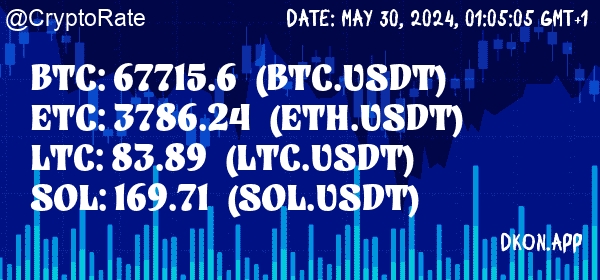 @CryptoRate
DATE: MAY 30, 2024, 01:05:05 GMT+1
BTC: 67715.6 (BTC.USDT)
ETC: 3786.24 (ETH.USDT)
LTC: 83.89 (LTC.USDT)
SOL: 169.71 (SOL.USDT)
DKON.APP